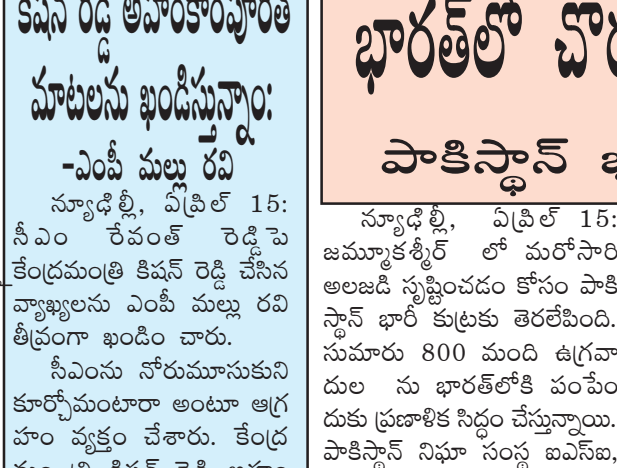 కిషన్ రెడ్డి అహంకారపూరిత
మాటలను ఖండిస్తున్నాం:
-ఎంపీ మల్లు రవి
న్యూఢిల్లీ, ఏప్రిల్ 15:
సీఎం రేవంత్ రెడ్డిపె
కేంద్రమంత్రి కిషన్ రెడ్డి చేసిన
వ్యాఖ్యలను ఎంపీ మల్లు రవి
తీవ్రంగా ఖండిం చారు.
సీఎంను నోరుమూసుకుని
కూర్చోమంటారా అంటూ ఆగ్ర
హం వ్యక్తం చేశారు. కేంద్ర
భారత్‌లో
పాకిస్థాన్
న్యూఢిల్లీ, ఏప్రిల్ 15:
జమ్మూకశ్మీర్ లో మరోసారి
అలజడి సృష్టించడం కోసం పాకి
స్థాన్ భారీ కుట్రకు తెరలేపింది.
సుమారు 800 మంది ఉగ్రవా
దుల ను భారత్‌లోకి పంపేం
దుకు ప్రణాళిక సిద్ధం చేస్తున్నాయి.
పాకిస్థాన్ నిఘా సంస్థ ఐఎస్ఐ,